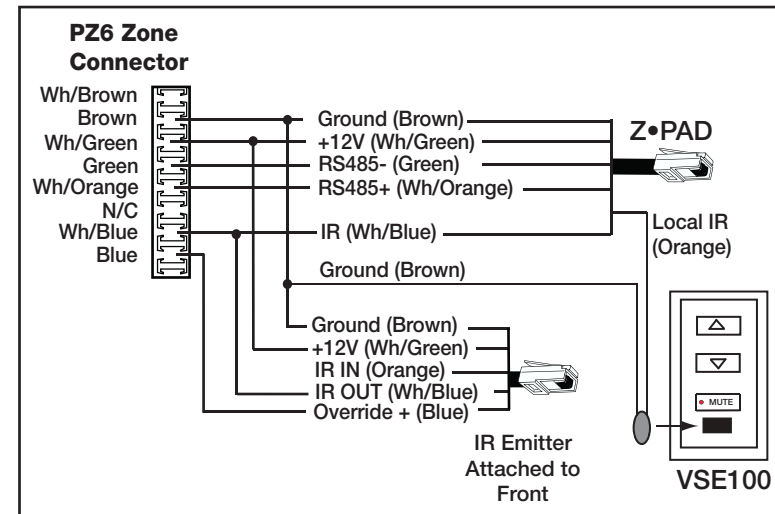 PZ6 Zone
Connector
Wh/Brown
Brown
Wh/Green
Green
Wh/Orange
N/C
Wh/Blue
Blue
Ground (Brown)
+12V (Wh/Green)
RS485- (Green)
RS485+ (Wh/Orange)
IR (Wh/Blue)
Ground (Brown)
Z•PAD
Local IR
(Orange)
Ground (Brown)
+12V (Wh/Green)
IR IN (Orange)
IR OUT (Wh/Blue)
Override + (Blue)
IR Emitter
Attached to
Front
MUTE
VSE100